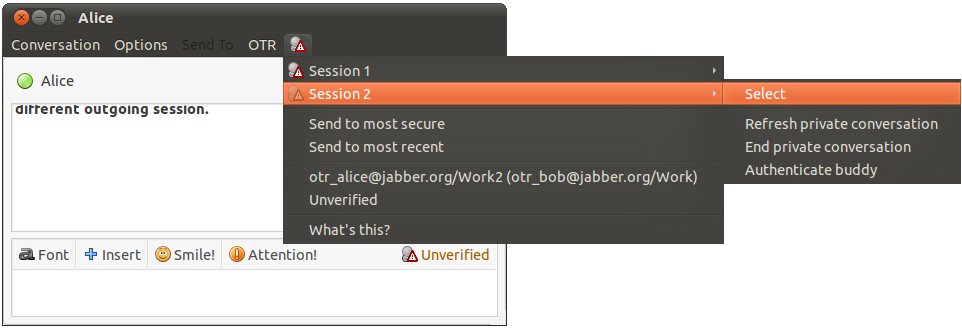 Alice
Conversation Options Send To OTR
Alice
different outgoing session.
Session 1
Session 2
Send to most secure
Send to most recent
otr_alice@jabber.org/Work2 (otr_bob@jabber.org/Work)
Unverified
What's this?
Select
Refresh private conversation
End private conversation
Authenticate buddy
Font Insert Smile! Attention! Unverified